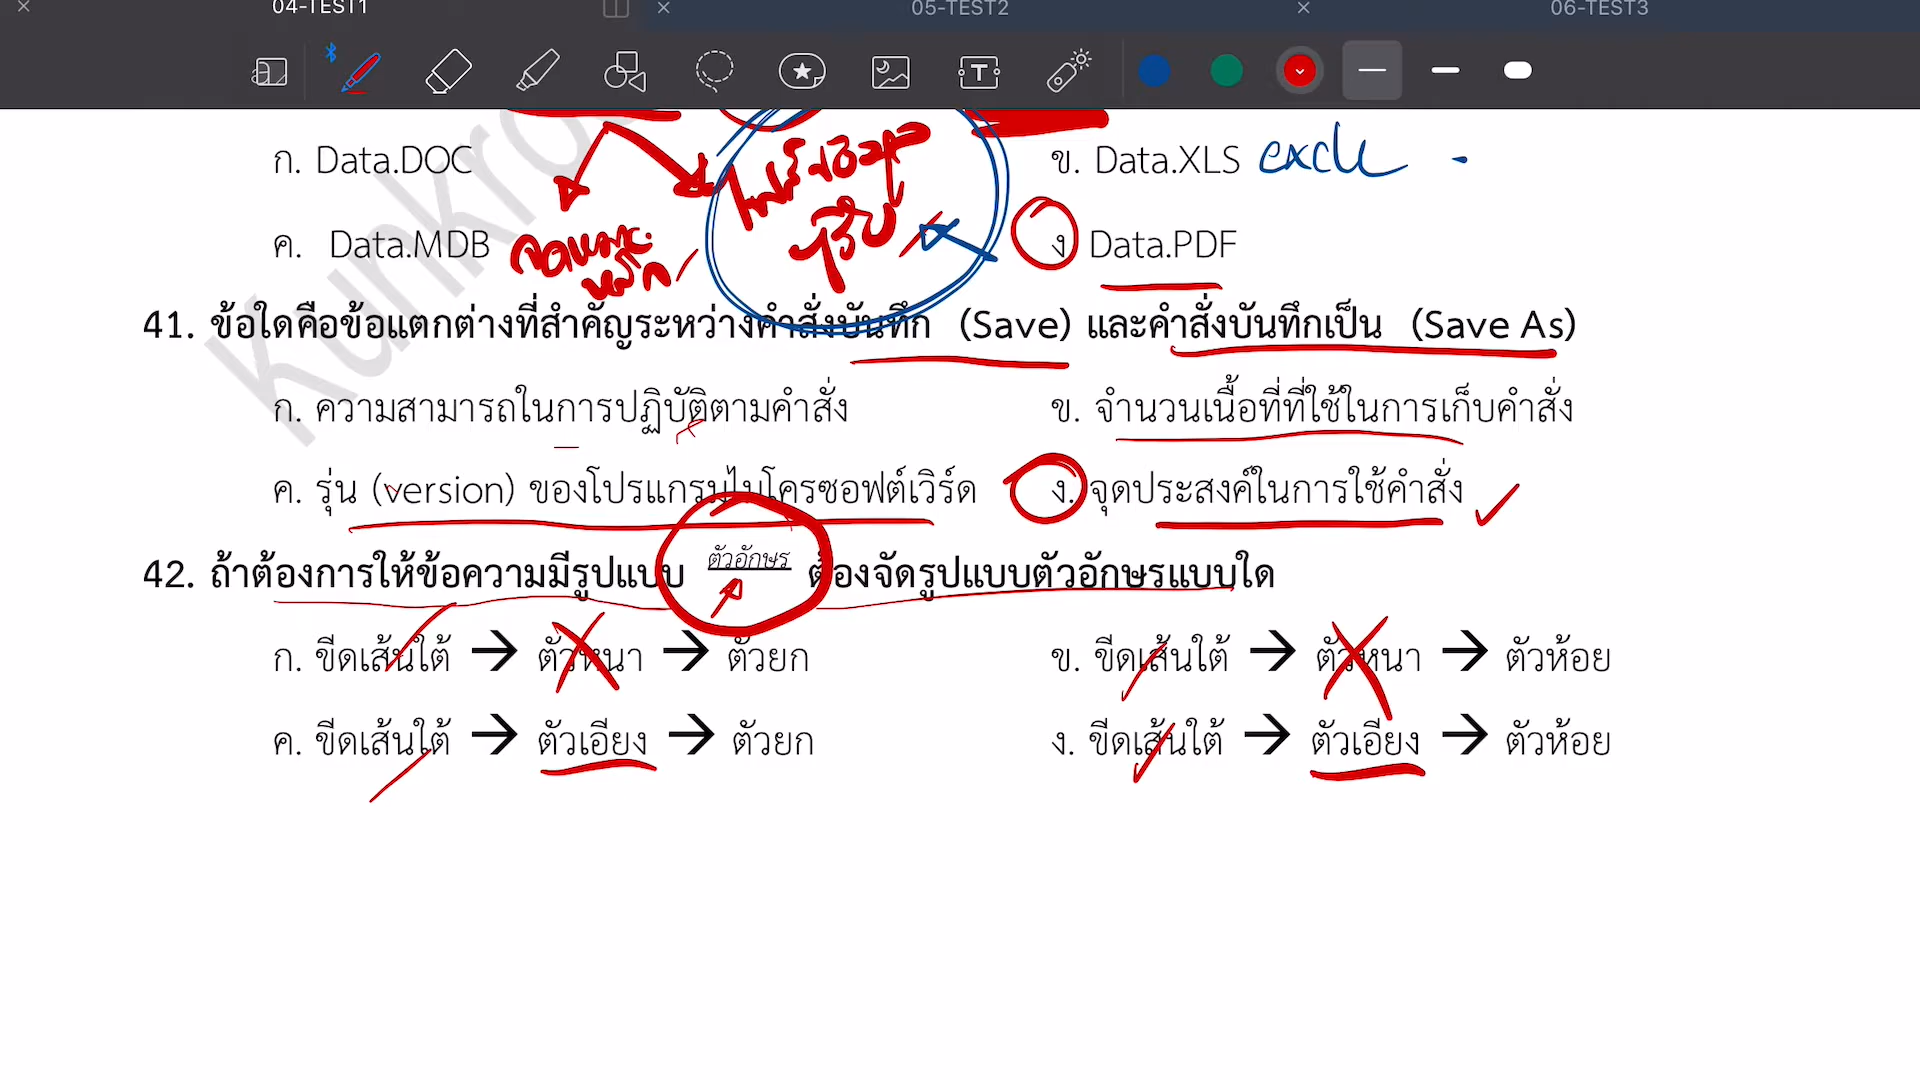 04-TEST1 05-TEST2 06-TEST3
ก. Data.DOC ข. Data.XLS
ค. Data.MDB ง Data.PDF
41. ข้อใดคือข้อแตกต่างที่สำคัญระหว่างคำสั่งบันทึก (Save) และคำสั่งบันทึกเป็น (Save As)
ก. ความสามารถในการปฏิบัติตามคำสั่ง ข. จำนวนเนื้อที่ที่ใช้ในการเก็บคำสั่ง
ค. รุ่น (version) ของโปรแกรมไมโครซอฟต์เวิร์ด ง. จุดประสงค์ในการใช้คำสั่ง
42. ถ้าต้องการให้ข้อความมีรูปแบบ ตัวอักษร ต้องจัดรูปแบบตัวอักษรแบบใด
ก. ขีดเส้นใต้ → ตัวหนา → ตัวยก ข. ขีดเส้นใต้ → ตัวหนา → ตัวห้อย
ค. ขีดเส้นใต้ → ตัวเอียง → ตัวยก ง. ขีดเส้นใต้ → ตัวเอียง → ตัวห้อย